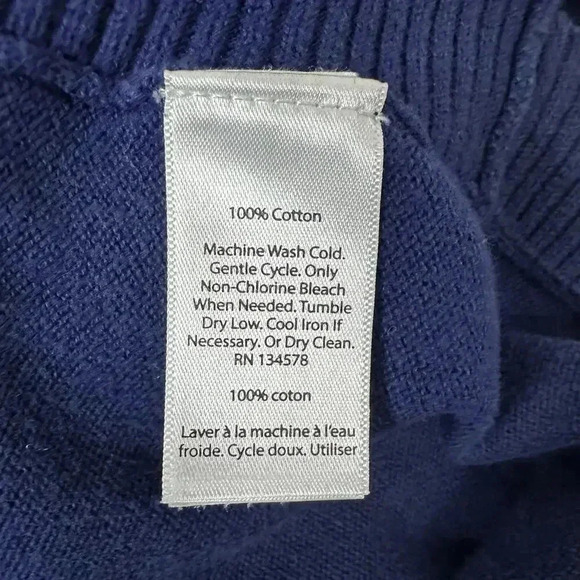 100% Cotton
Machine Wash Cold.
Gentle Cycle. Only
Non-Chlorine Bleach
When Needed. Tumble
Dry Low. Cool Iron If
Necessary. Or Dry Clean.
RN 134578
100% coton
Laver à la machine à l'eau
froide. Cycle doux. Utiliser